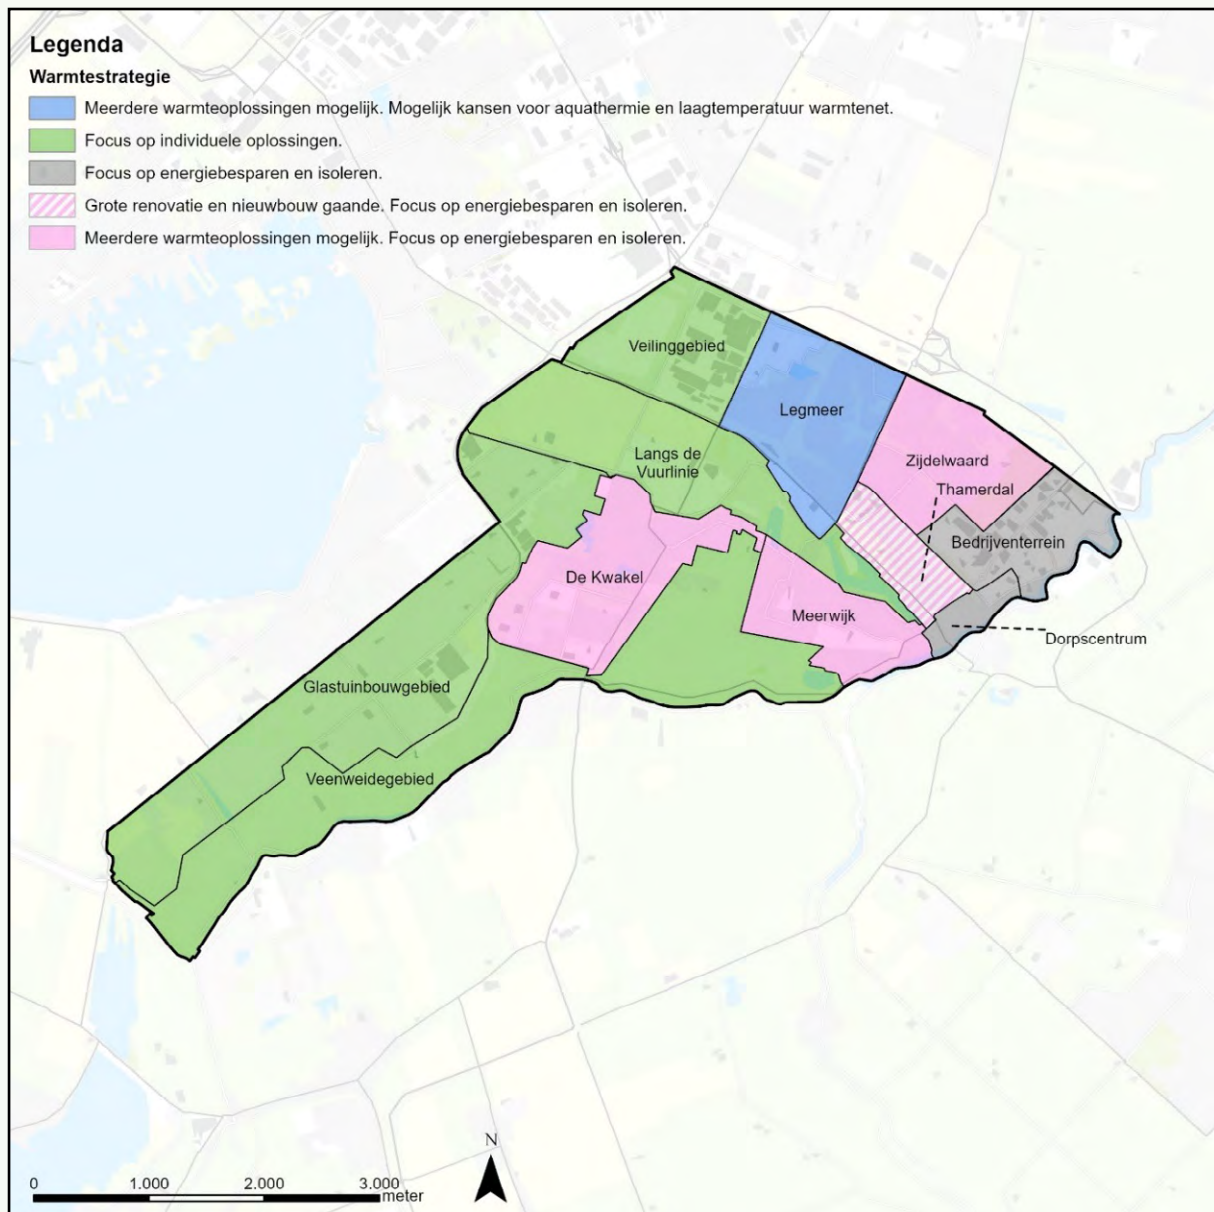 Legenda
Warmtestrategie
Meerdere warmteoplossingen mogelijk. Mogelijk kansen voor aquathermie en laagtemperatuur warmtenet.
Focus op individuele oplossingen.
Focus op energiebesparen en isoleren.
Grote renovatie en nieuwbouw gaande. Focus op energiebesparen en isoleren.
Meerdere warmteoplossingen mogelijk. Focus op energiebesparen en isoleren.
Veilinggebied
Legmeer
Langs de
Vuurlinie
Zijdelwaard
Thamerdal
Bedrijventerrein
De Kwakel
Meerwijk
Dorpscentrum
Glastuinbouwgebied
Veenweidegebied
N
0 1.000 2.000 3.000
meter